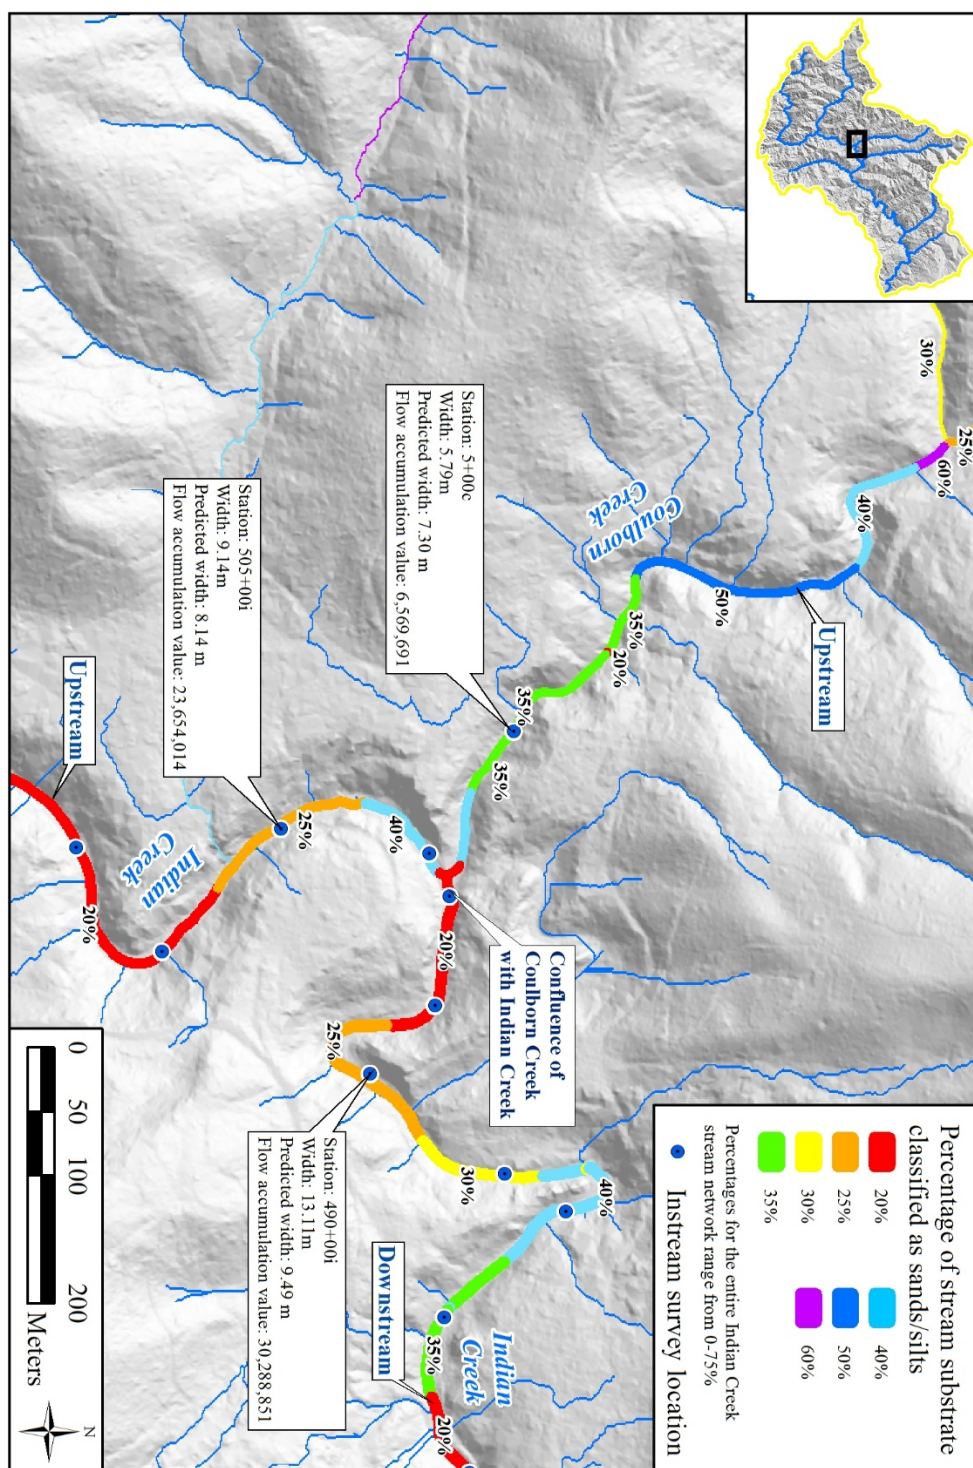 30%
25%
60%
40%
50%
Upstream
Coulborn
Creek
35%
20%
35%
35%
Station: 5+00c
Width: 5.79m
Predicted width: 7.30 m
Flow accumulation value: 6,569,691
Station: 505+00i
Width: 9.14m
Predicted width: 8.14 m
Flow accumulation value: 23,654,014
Upstream
Indian
Creek
20%
25%
40%
Confluence of
Coulborn Creek
with Indian Creek
20%
25%
Station: 490+00i
Width: 13.11m
Predicted width: 9.49 m
Flow accumulation value: 30,288,851
30%
40%
Downstream
35%
Indian
Creek
20%
Percentage of stream substrate
classified as sands/silts
20%
25%
30%
35%
40%
50%
60%
Percentages for the entire Indian Creek
stream network range from 0-75%
Instream survey location
0 50 100 200
Meters
N